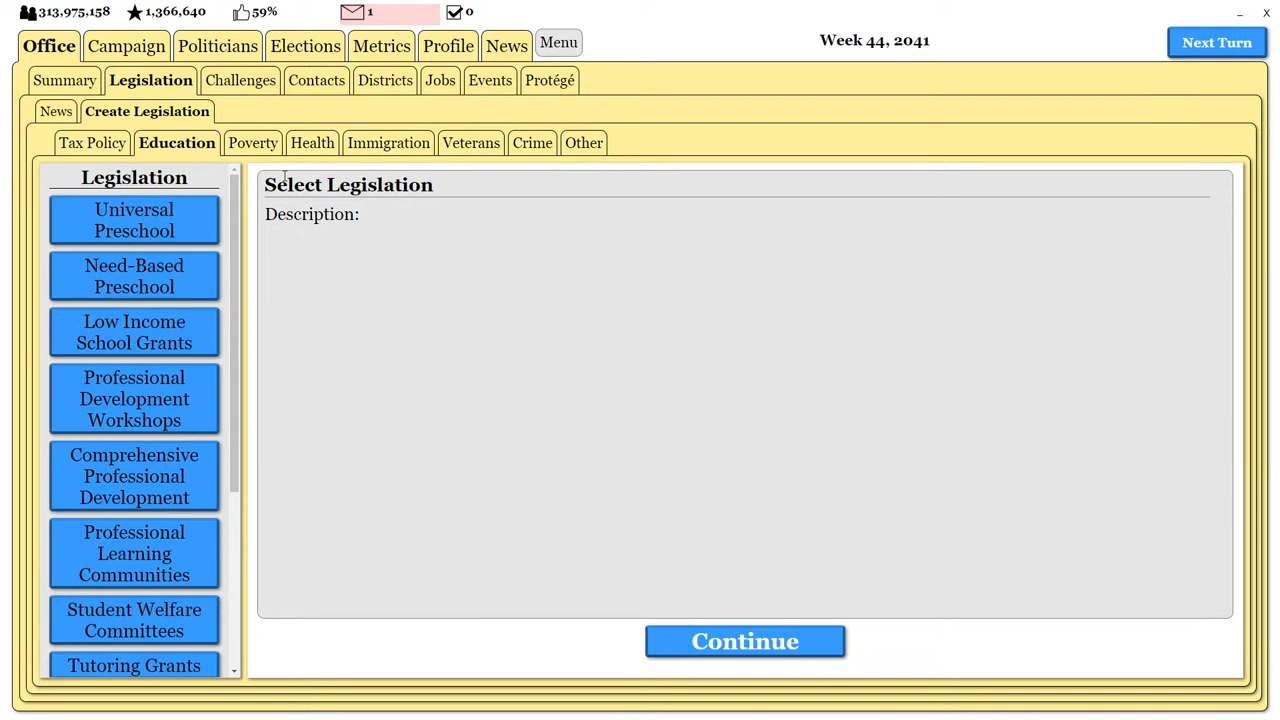 313,975,158 1,366,640 59% 1 0
_ X
Office Campaign Politicians Elections Metrics Profile News Menu
Week 44, 2041
Next Turn
Summary Legislation Challenges Contacts Districts Jobs Events Protégé
News Create Legislation
Tax Policy Education Poverty Health Immigration Veterans Crime Other
Legislation
Universal
Preschool
Need-Based
Preschool
Low Income
School Grants
Professional
Development
Workshops
Comprehensive
Professional
Development
Professional
Learning
Communities
Student Welfare
Committees
Tutoring Grants
Select Legislation
Description:
Continue